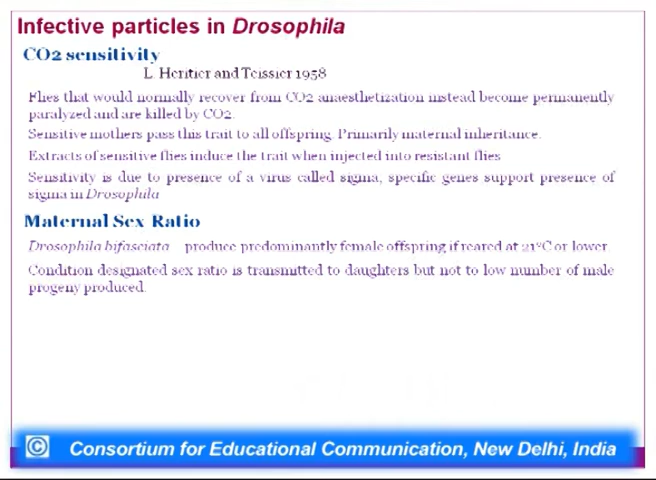 Infective particles in Drosophila
CO2 sensitivity
L. Heritier and Teissier 1958
Flies that would normally recover from CO2 anaesthetization instead become permanently
paralyzed and are killed by CO2.
Sensitive mothers pass this trait to all offspring. Primarily maternal inheritance.
Extracts of sensitive flies induce the trait when injected into resistant flies
Sensitivity is due to presence of a virus called sigma, specific genes support presence of
sigma in Drosophila
Maternal Sex Ratio
Drosophila bifasciata produce predominantly female offspring if reared at 21°C or lower.
Condition designated sex ratio is transmitted to daughters but not to low number of male
progeny produced.
© Consortium for Educational Communication, New Delhi, India